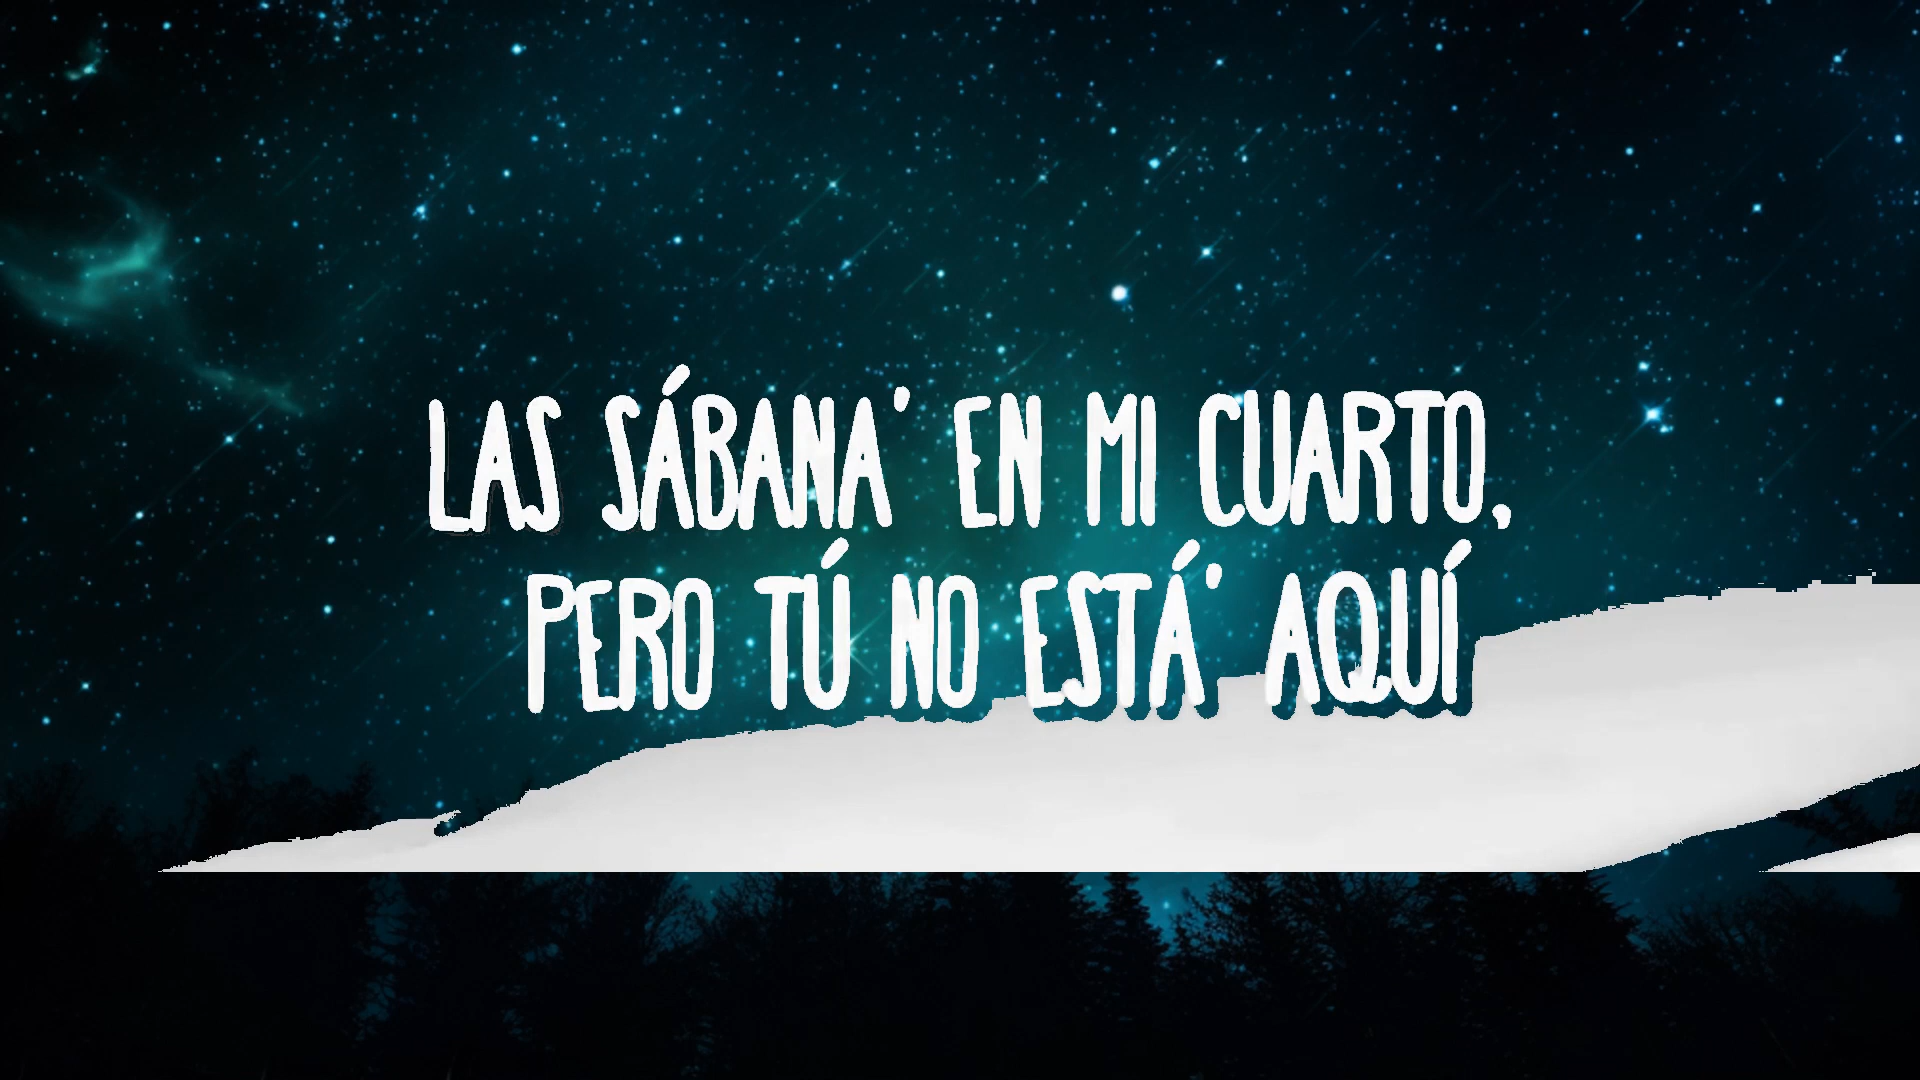 LAS SÁBANA' EN MI CUARTO,
PERO TÚ NO ESTÁ' AQUÍ